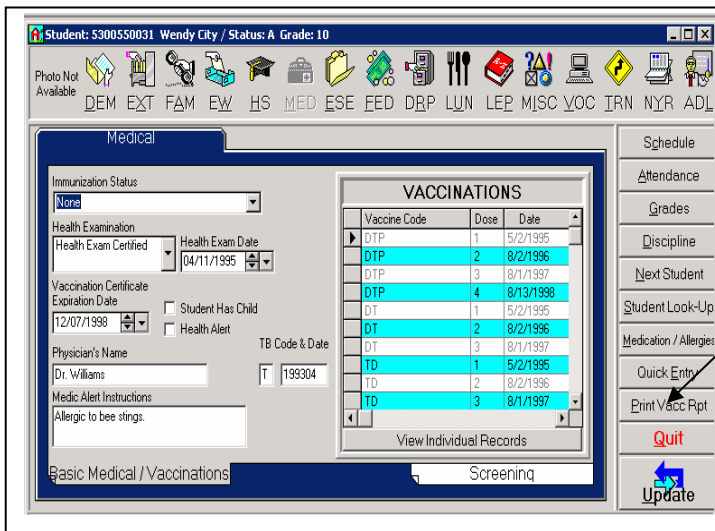 Student: 5300550031 Wendy City / Status: A Grade: 10
Photo Not
Available
DEM EXT FAM EW HS MED ESE FED DRP LUN LEP MISC VOC TRN NYR ADL
Medical
Immunization Status
None
Health Examination
Health Exam Certified
Health Exam Date
04/11/1995
Vaccination Certificate
Expiration Date
12/07/1998
Student Has Child
Health Alert
Physician's Name
Dr. Williams
TB Code & Date
T 199304
Medic Alert Instructions
Allergic to bee stings.
VACCINATIONS
Vaccine Code Dose Date
DTP 1 5/2/1995
DTP 2 8/2/1996
DTP 3 8/1/1997
DTP 4 8/13/1998
DT 1 5/2/1995
DT 2 8/2/1996
DT 3 8/1/1997
TD 1 5/2/1995
TD 2 8/2/1996
TD 3 8/1/1997
View Individual Records
Basic Medical / Vaccinations
Screening
Schedule
Attendance
Grades
Discipline
Next Student
Student Look-Up
Medication / Allergies
Quick Entry
Print Vacc Rpt
Quit
Update